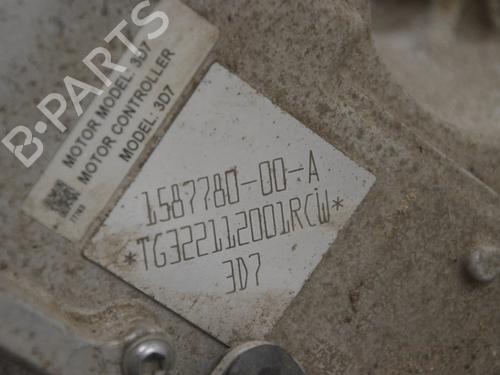 B-PARTS
MOTOR MODEL: 3D7
MOTOR CONTROLLER
MODEL: 3D7
1587780-00-A
*TG322112001RCW*
3D7